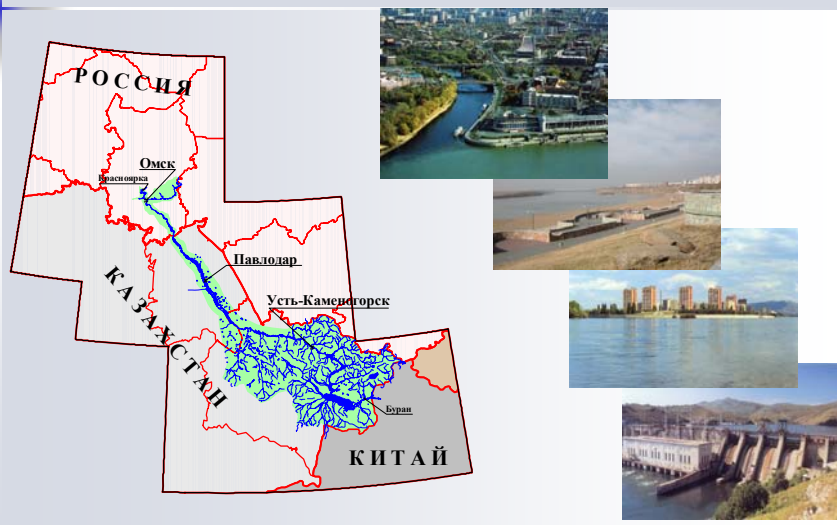 РОССИЯ
Омск
Красноярка
Павлодар
Усть-Каменогорск
КАЗАХСТАН
Буран
КИТАЙ